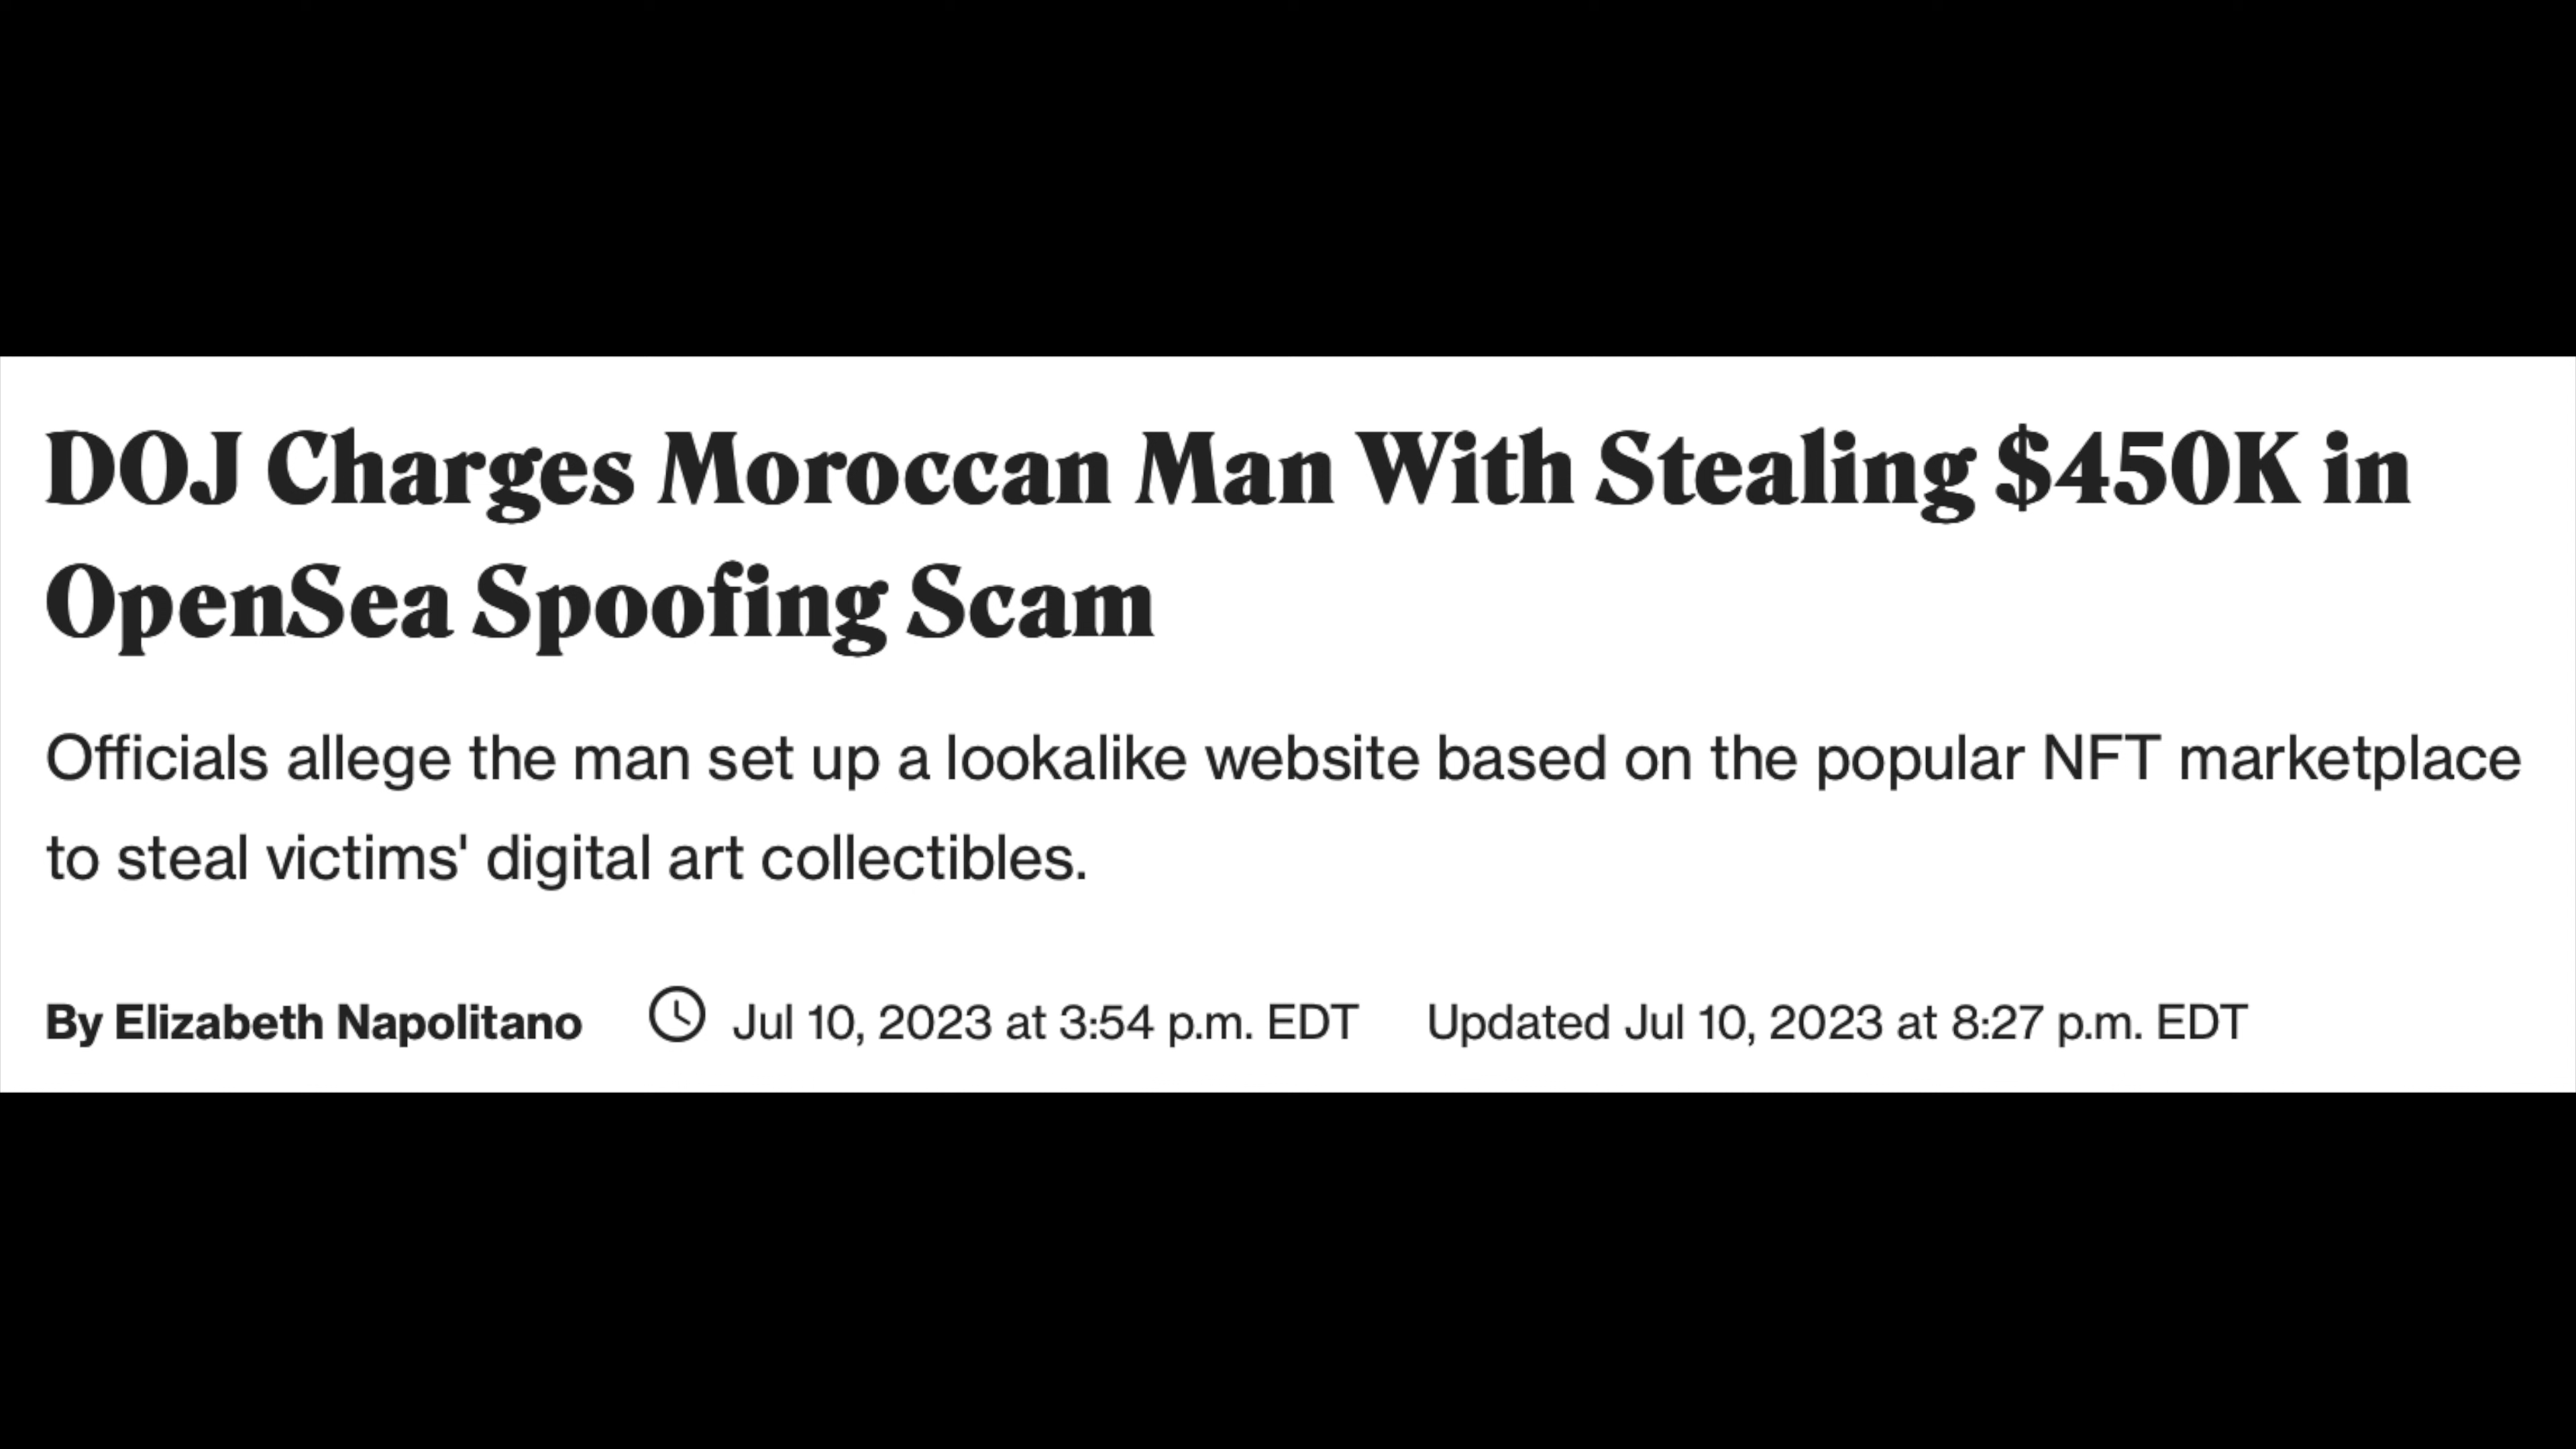 DOJ Charges Moroccan Man With Stealing $450K in
OpenSea Spoofing Scam
Officials allege the man set up a lookalike website based on the popular NFT marketplace
to steal victims' digital art collectibles.
By Elizabeth Napolitano Jul 10, 2023 at 3:54 p.m. EDT Updated Jul 10, 2023 at 8:27 p.m. EDT